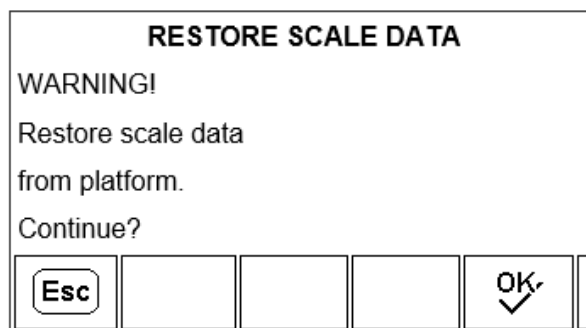 RESTORE SCALE DATA
WARNING!
Restore scale data
from platform.
Continue?
Esc OK